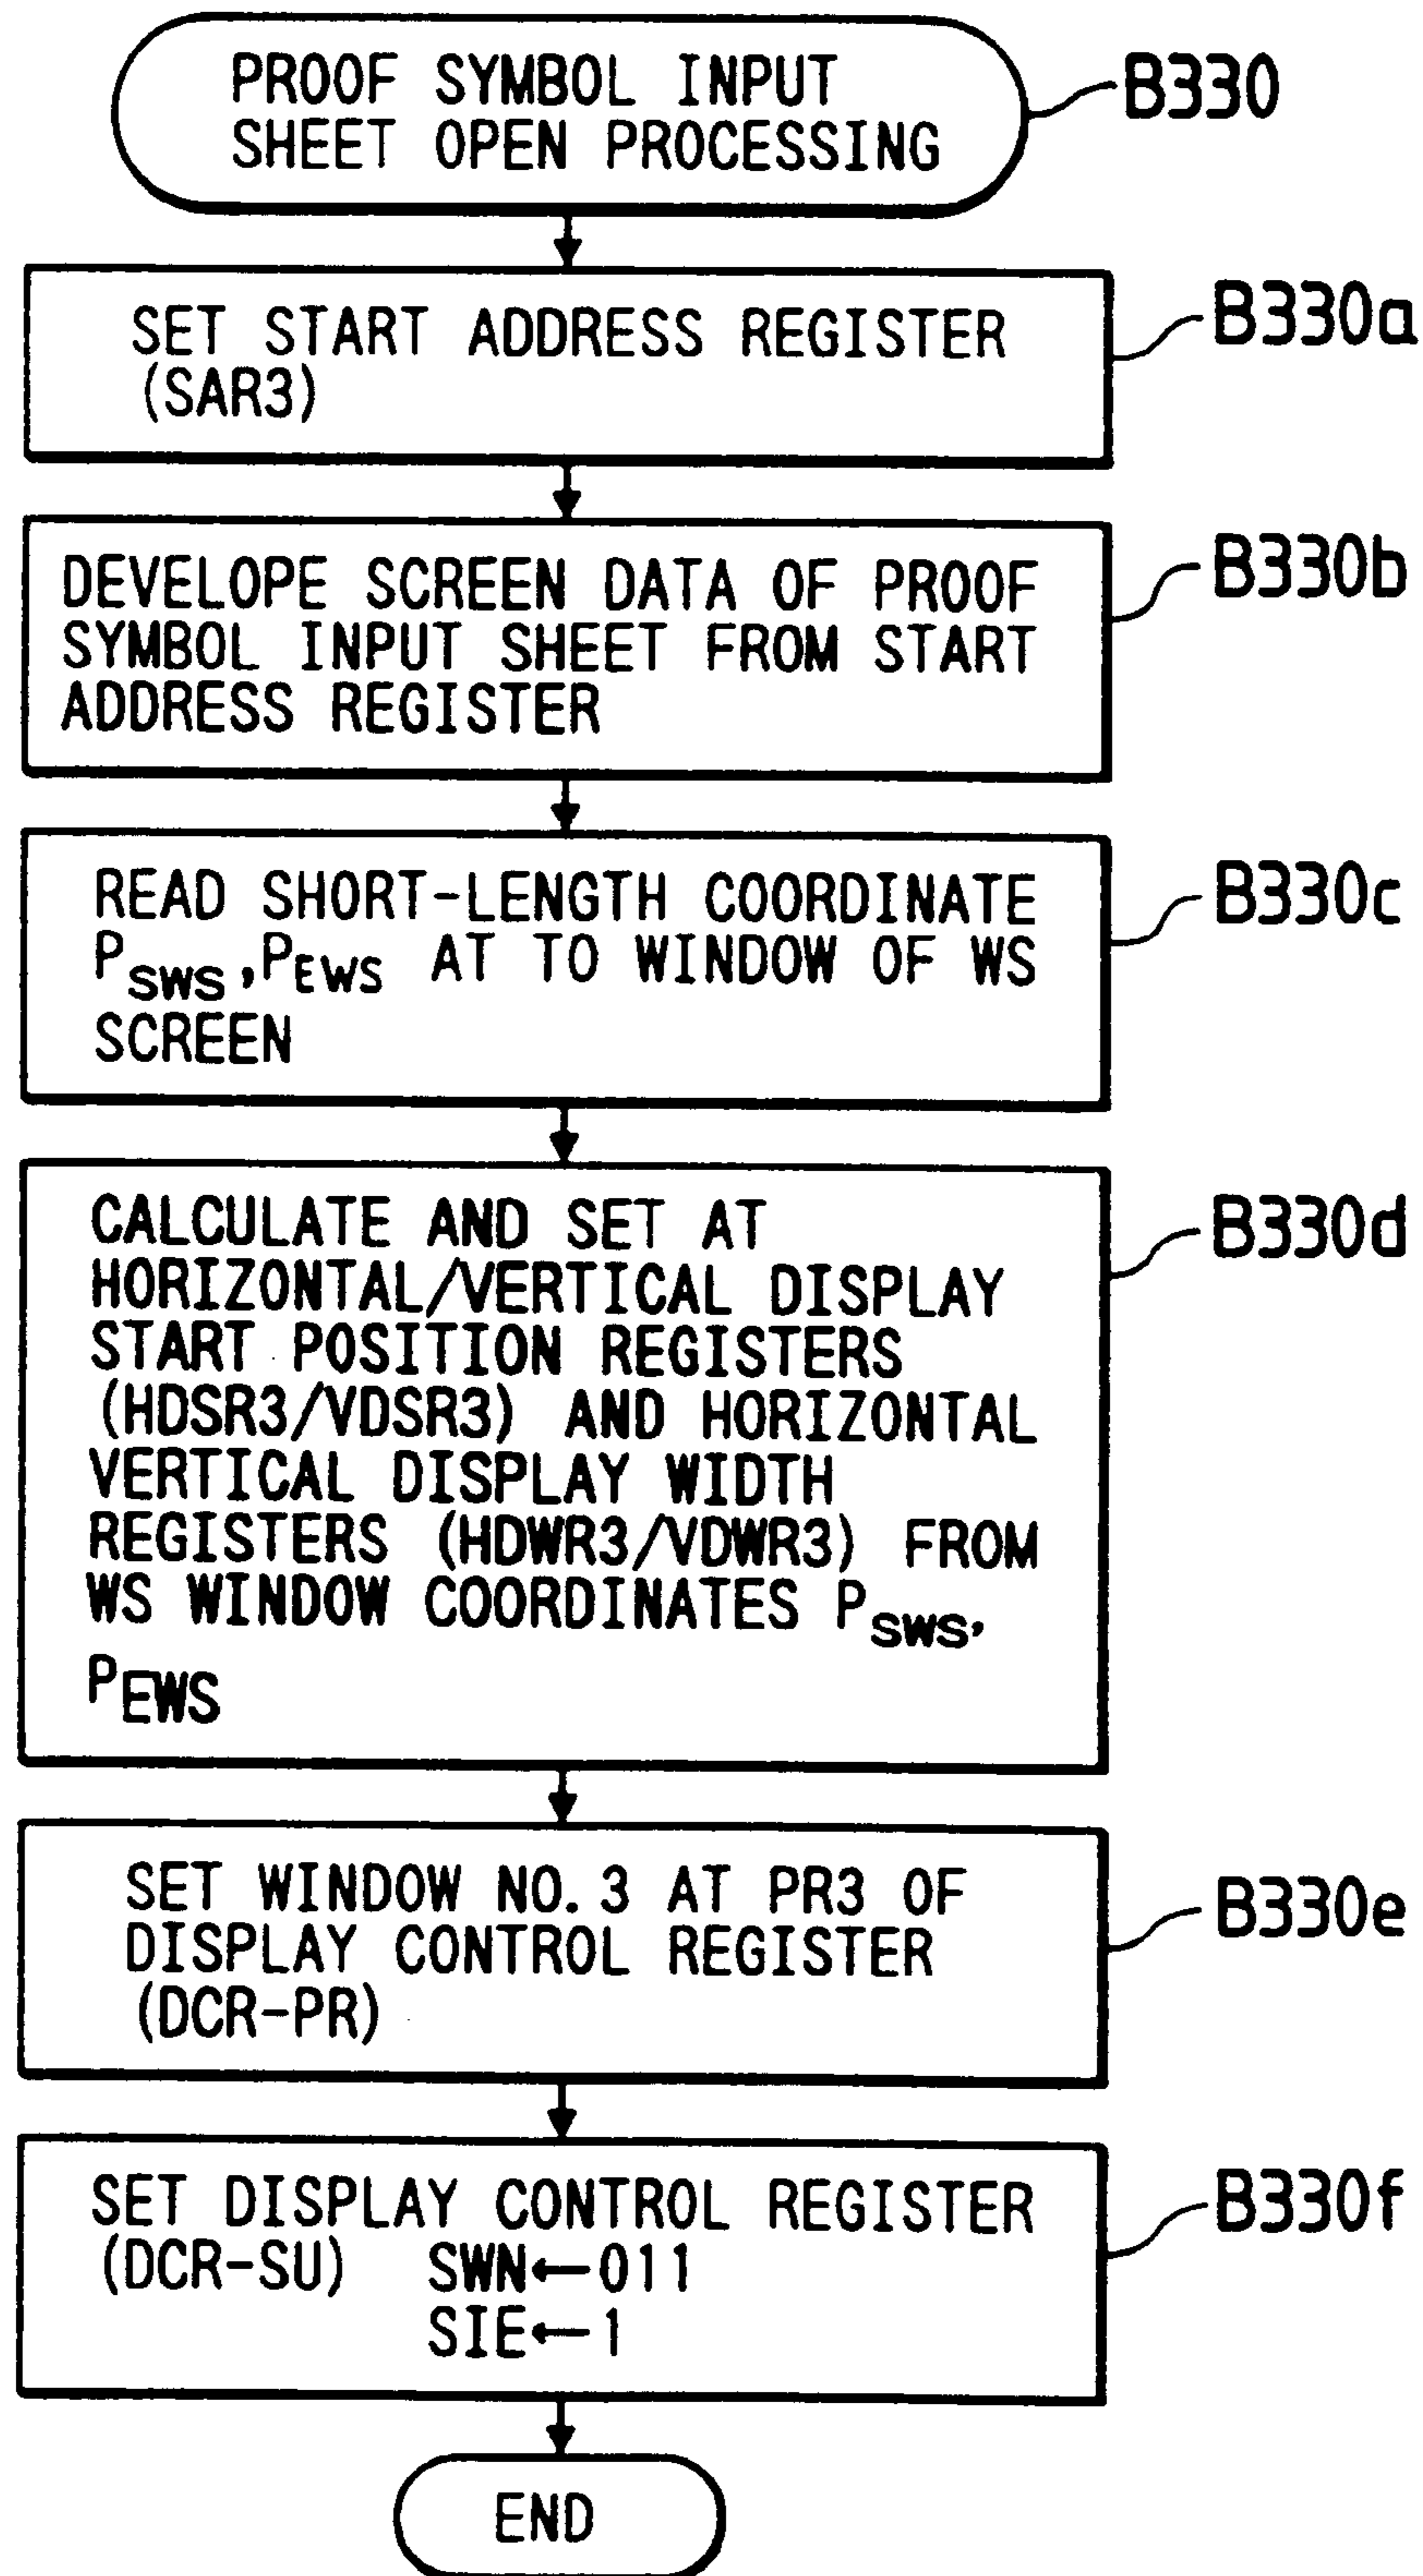 PROOF SYMBOL INPUT
SHEET OPEN PROCESSING
B330
SET START ADDRESS REGISTER
(SAR3)
B330a
DEVELOPE SCREEN DATA OF PROOF
SYMBOL INPUT SHEET FROM START
ADDRESS REGISTER
B330b
READ SHORT-LENGTH COORDINATE
PSWS, PEWS AT TO WINDOW OF WS
SCREEN
B330c
CALCULATE AND SET AT
HORIZONTAL/VERTICAL DISPLAY
START POSITION REGISTERS
(HDSR3/VDSR3) AND HORIZONTAL
VERTICAL DISPLAY WIDTH
REGISTERS (HDWR3/VDWR3) FROM
WS WINDOW COORDINATES PSWS,
PEWS
B330d
SET WINDOW NO.3 AT PR3 OF
DISPLAY CONTROL REGISTER
(DCR-PR)
B330e
SET DISPLAY CONTROL REGISTER
(DCR-SU) SWN←011
SIE←1
B330f
END